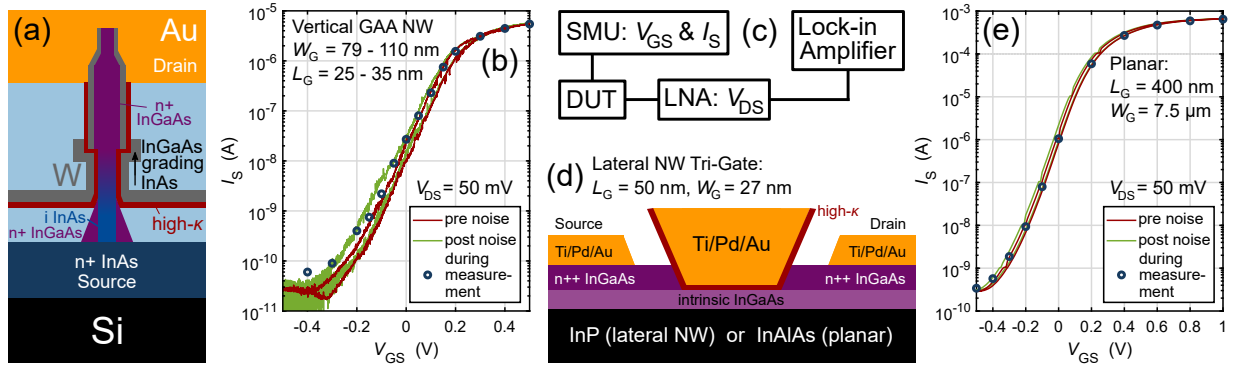 (a)
Au
Drain
n+
InGaAs
InGaAs
grading
InAs
W
high-κ
i InAs
n+ InGaAs
n+ InAs
Source
Si
(b)
Vertical GAA NW
W_G = 79 - 110 nm
L_G = 25 - 35 nm
V_DS = 50 mV
pre noise
post noise
during
measure-
ment
10^-5
10^-6
10^-7
10^-8
10^-9
10^-10
10^-11
I_S (A)
-0.4
-0.2
0
0.2
0.4
V_GS (V)
(c)
SMU: V_GS & I_S
Lock-in
Amplifier
DUT
LNA: V_DS
(d)
Lateral NW Tri-Gate:
L_G = 50 nm, W_G = 27 nm
high-κ
Source
Drain
Ti/Pd/Au
Ti/Pd/Au
Ti/Pd/Au
n++ InGaAs
n++ InGaAs
intrinsic InGaAs
InP (lateral NW) or InAlAs (planar)
(e)
Planar:
L_G = 400 nm
W_G = 7.5 µm
V_DS = 50 mV
pre noise
post noise
during
measure-
ment
10^-3
10^-4
10^-5
10^-6
10^-7
10^-8
10^-9
10^-10
I_S (A)
-0.4
-0.2
0
0.2
0.4
0.6
0.8
1
V_GS (V)